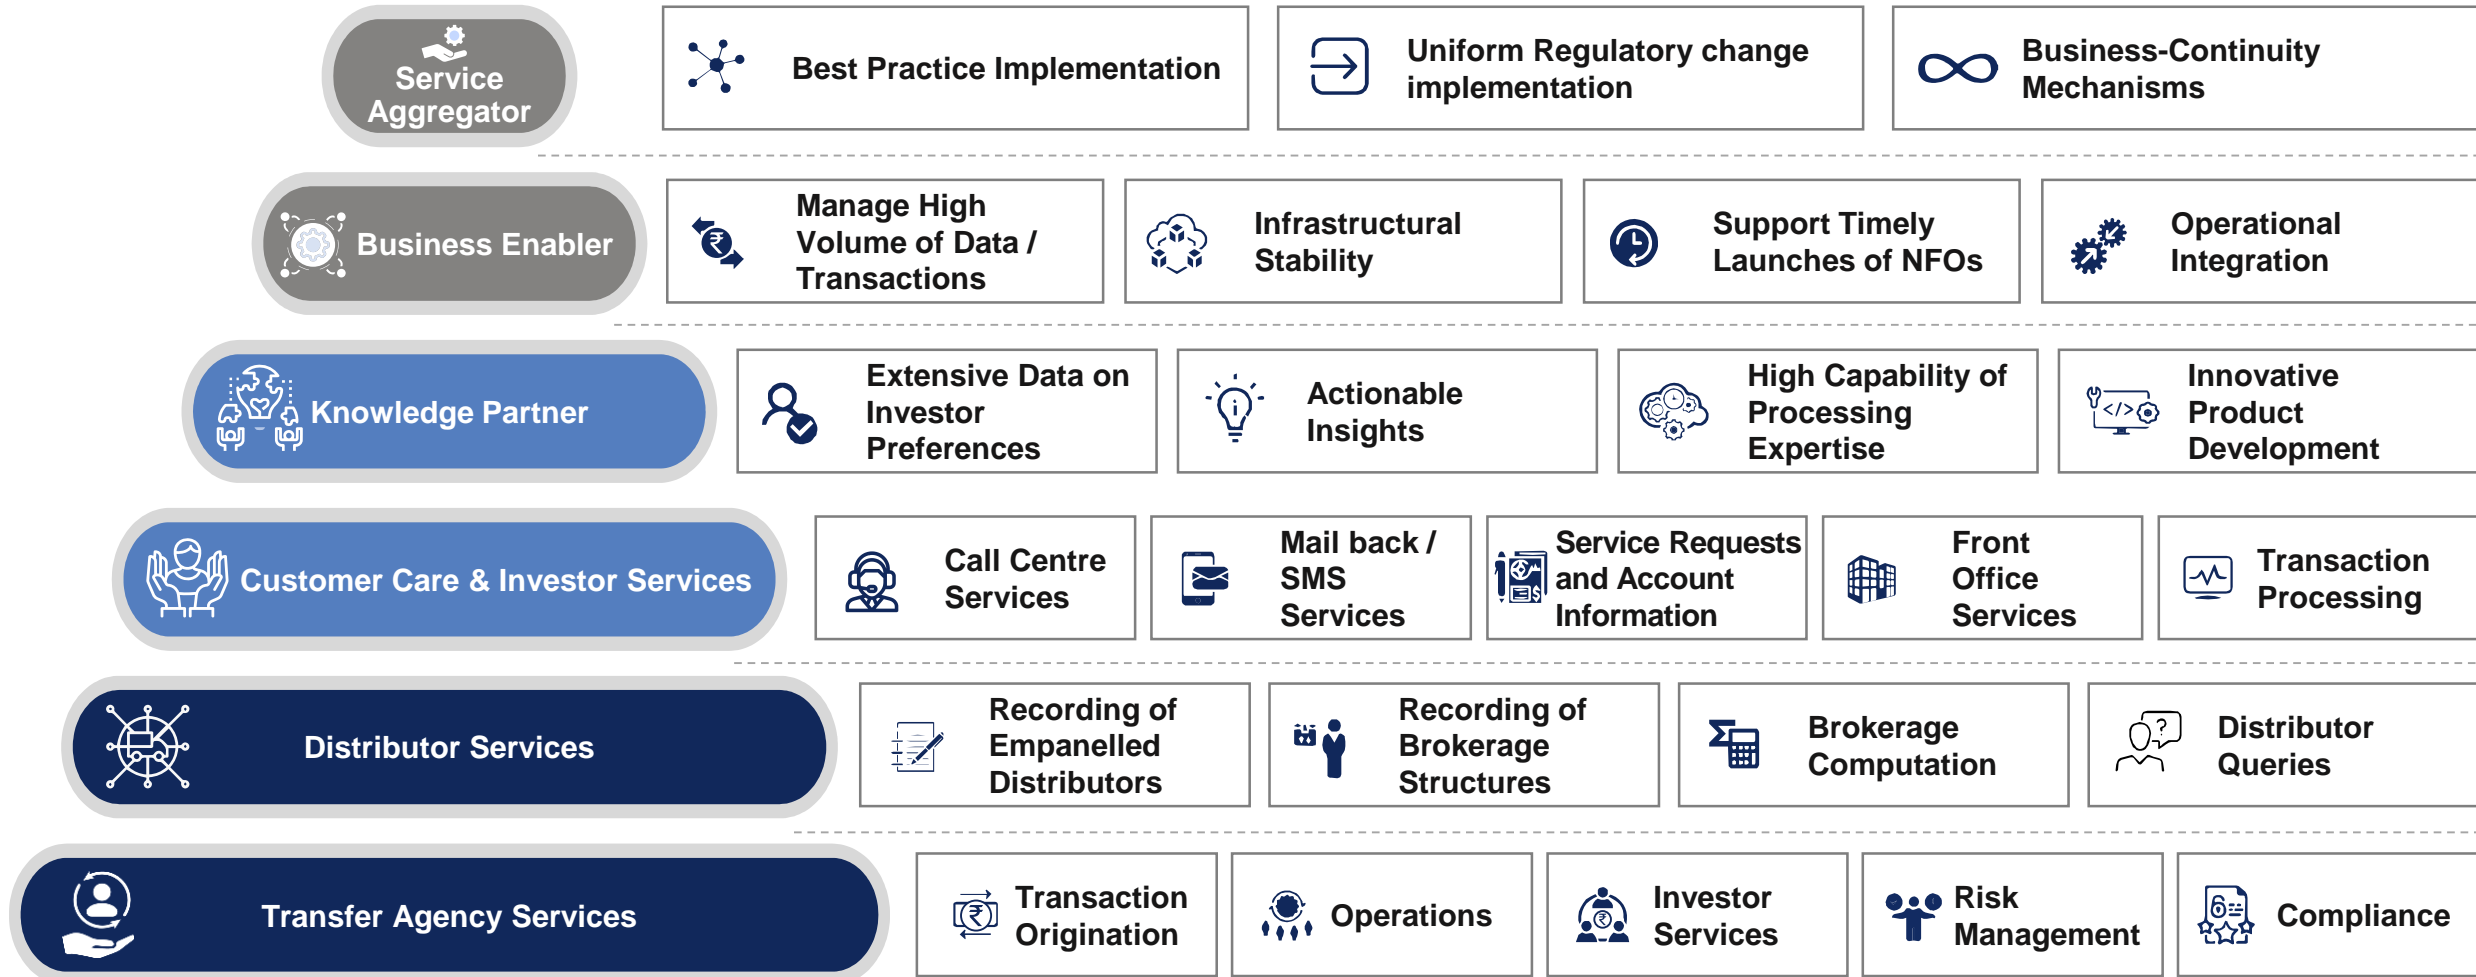 Service
Aggregator
Best Practice Implementation
Uniform Regulatory change
implementation
Business-Continuity
Mechanisms
Business Enabler
Manage High
Volume of Data /
Transactions
Infrastructural
Stability
Support Timely
Launches of NFOs
Operational
Integration
Knowledge Partner
Extensive Data on
Investor
Preferences
Actionable
Insights
High Capability of
Processing
Expertise
Innovative
Product
Development
Customer Care & Investor Services
Call Centre
Services
Mail back /
SMS
Services
Service Requests
and Account
Information
Front
Office
Services
Transaction
Processing
Distributor Services
Recording of
Empanelled
Distributors
Recording of
Brokerage
Structures
Brokerage
Computation
Distributor
Queries
Transfer Agency Services
Transaction
Origination
Operations
Investor
Services
Risk
Management
Compliance